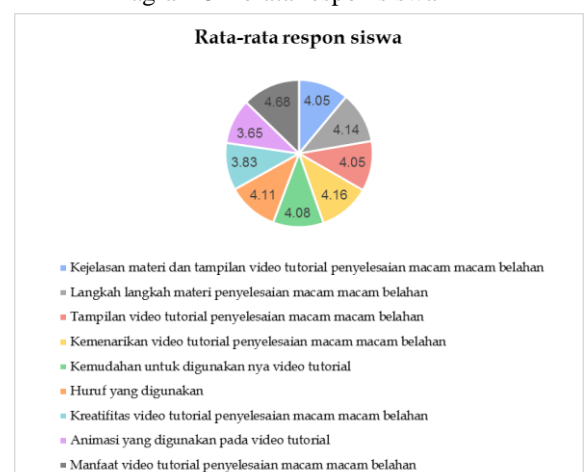 Rata-rata respon siswa
4.68
4.05
4.14
3.65
3.83
4.05
4.11
4.16
4.08
Kejelasan materi dan tampilan video tutorial penyelesaian macam macam belahan
Langkah langkah materi penyelesaian macam macam belahan
Tampilan video tutorial penyelesaian macam macam belahan
Kemenarikan video tutorial penyelesaian macam macam belahan
Kemudahan untuk digunakan nya video tutorial
Huruf yang digunakan
Kreatifitas video tutorial penyelesaian macam macam belahan
Animasi yang digunakan pada video tutorial
Manfaat video tutorial penyelesaian macam macam belahan